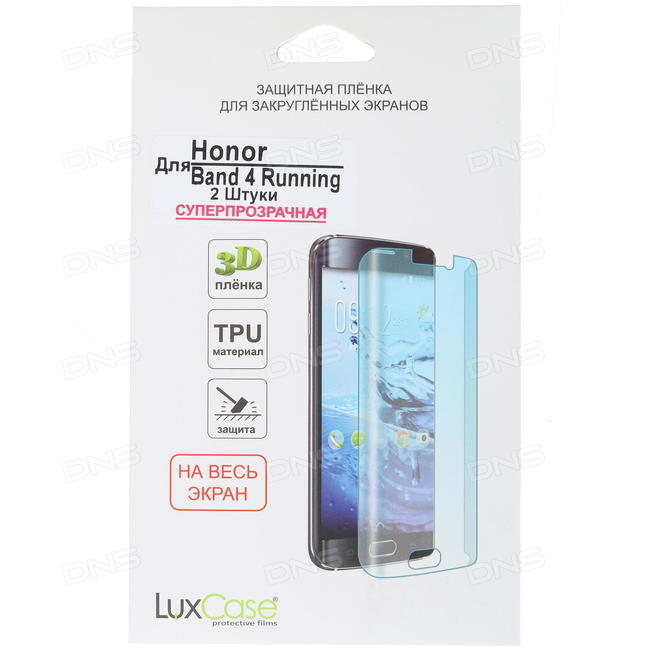 ЗАЩИТНАЯ ПЛЁНКА
ДЛЯ ЗАКРУГЛЁННЫХ ЭКРАНОВ
Для Honor
Band 4 Running
2 Штуки
СУПЕРПРОЗРАЧНАЯ
3D
плёнка
TPU
материал
защита
НА ВЕСЬ
ЭКРАН
LuxCase®
protective films
DNS